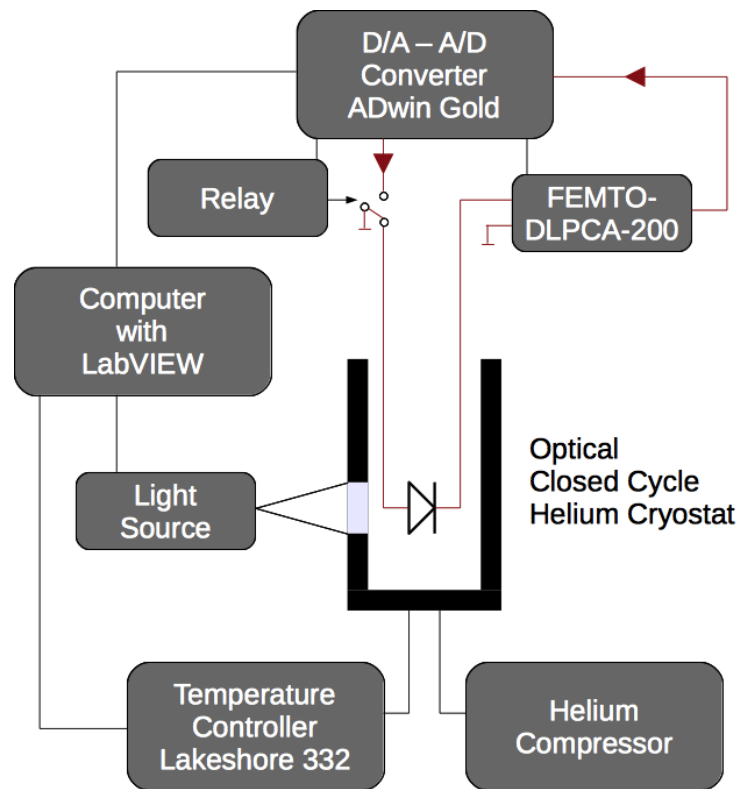 D/A – A/D
Converter
ADwin Gold
Relay
FEMTO-
DLPCA-200
Computer
with
LabVIEW
Light
Source
Optical
Closed Cycle
Helium Cryostat
Temperature
Controller
Lakeshore 332
Helium
Compressor